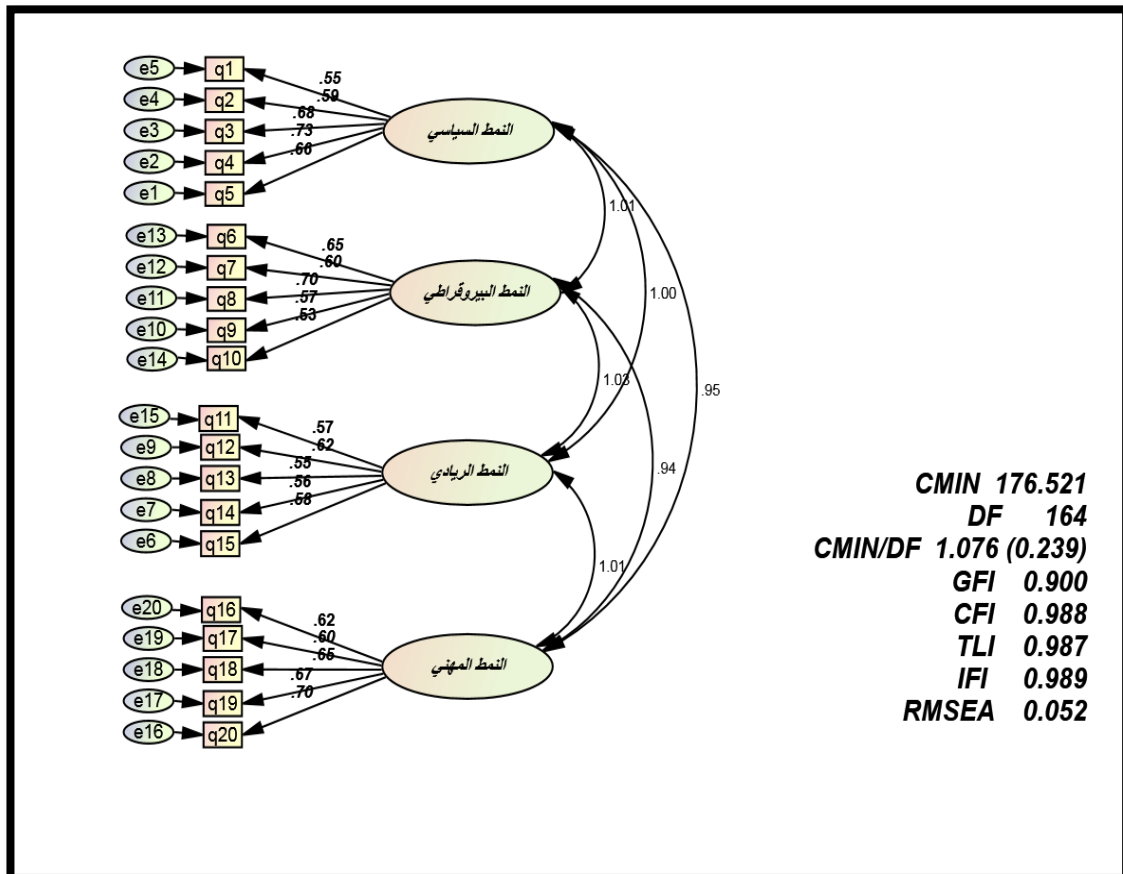 e5 q1 .55
e4 q2 .59
e3 q3 .68
e2 q4 .73
e1 q5 .66
النمط السياسي
e13 q6 .65
e12 q7 .60
e11 q8 .70
e10 q9 .57
e14 q10 .53
النمط البيروقراطي
e15 q11 .57
e9 q12 .62
e8 q13 .55
e7 q14 .56
e6 q15 .58
النمط الريادي
e20 q16 .62
e19 q17 .60
e18 q18 .65
e17 q19 .67
e16 q20 .70
النمط المهني
1.01
1.00
1.03
.95
.94
1.01
CMIN 176.521
DF 164
CMIN/DF 1.076 (0.239)
GFI 0.900
CFI 0.988
TLI 0.987
IFI 0.989
RMSEA 0.052